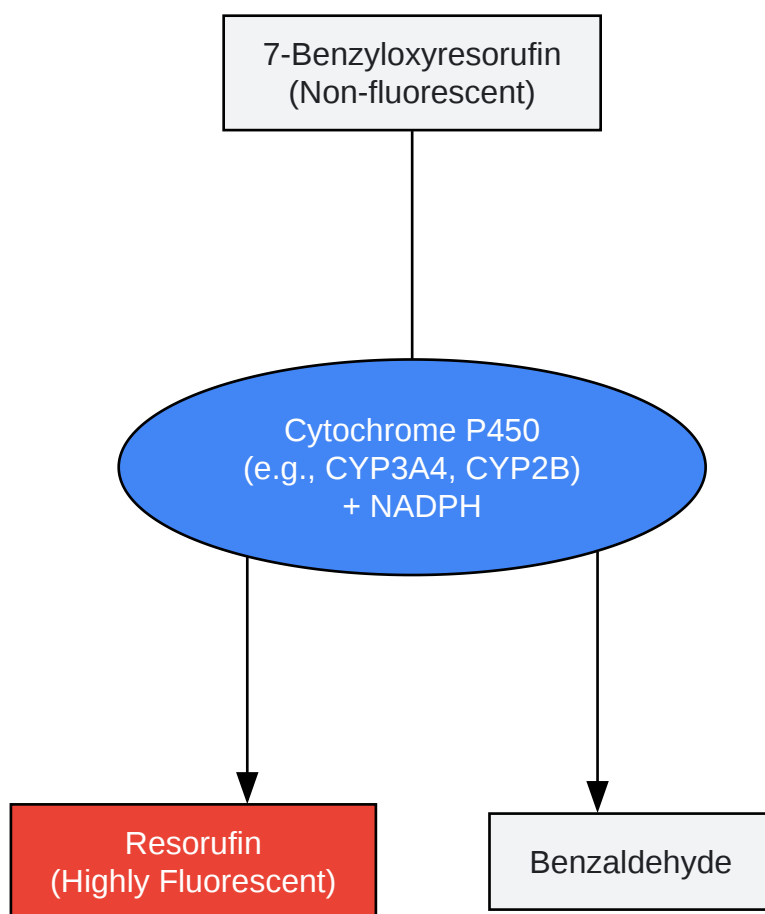 7-Benzyloxyresorufin
(Non-fluorescent)
Cytochrome P450
(e.g., CYP3A4, CYP2B)
+ NADPH
Resorufin
(Highly Fluorescent)
Benzaldehyde